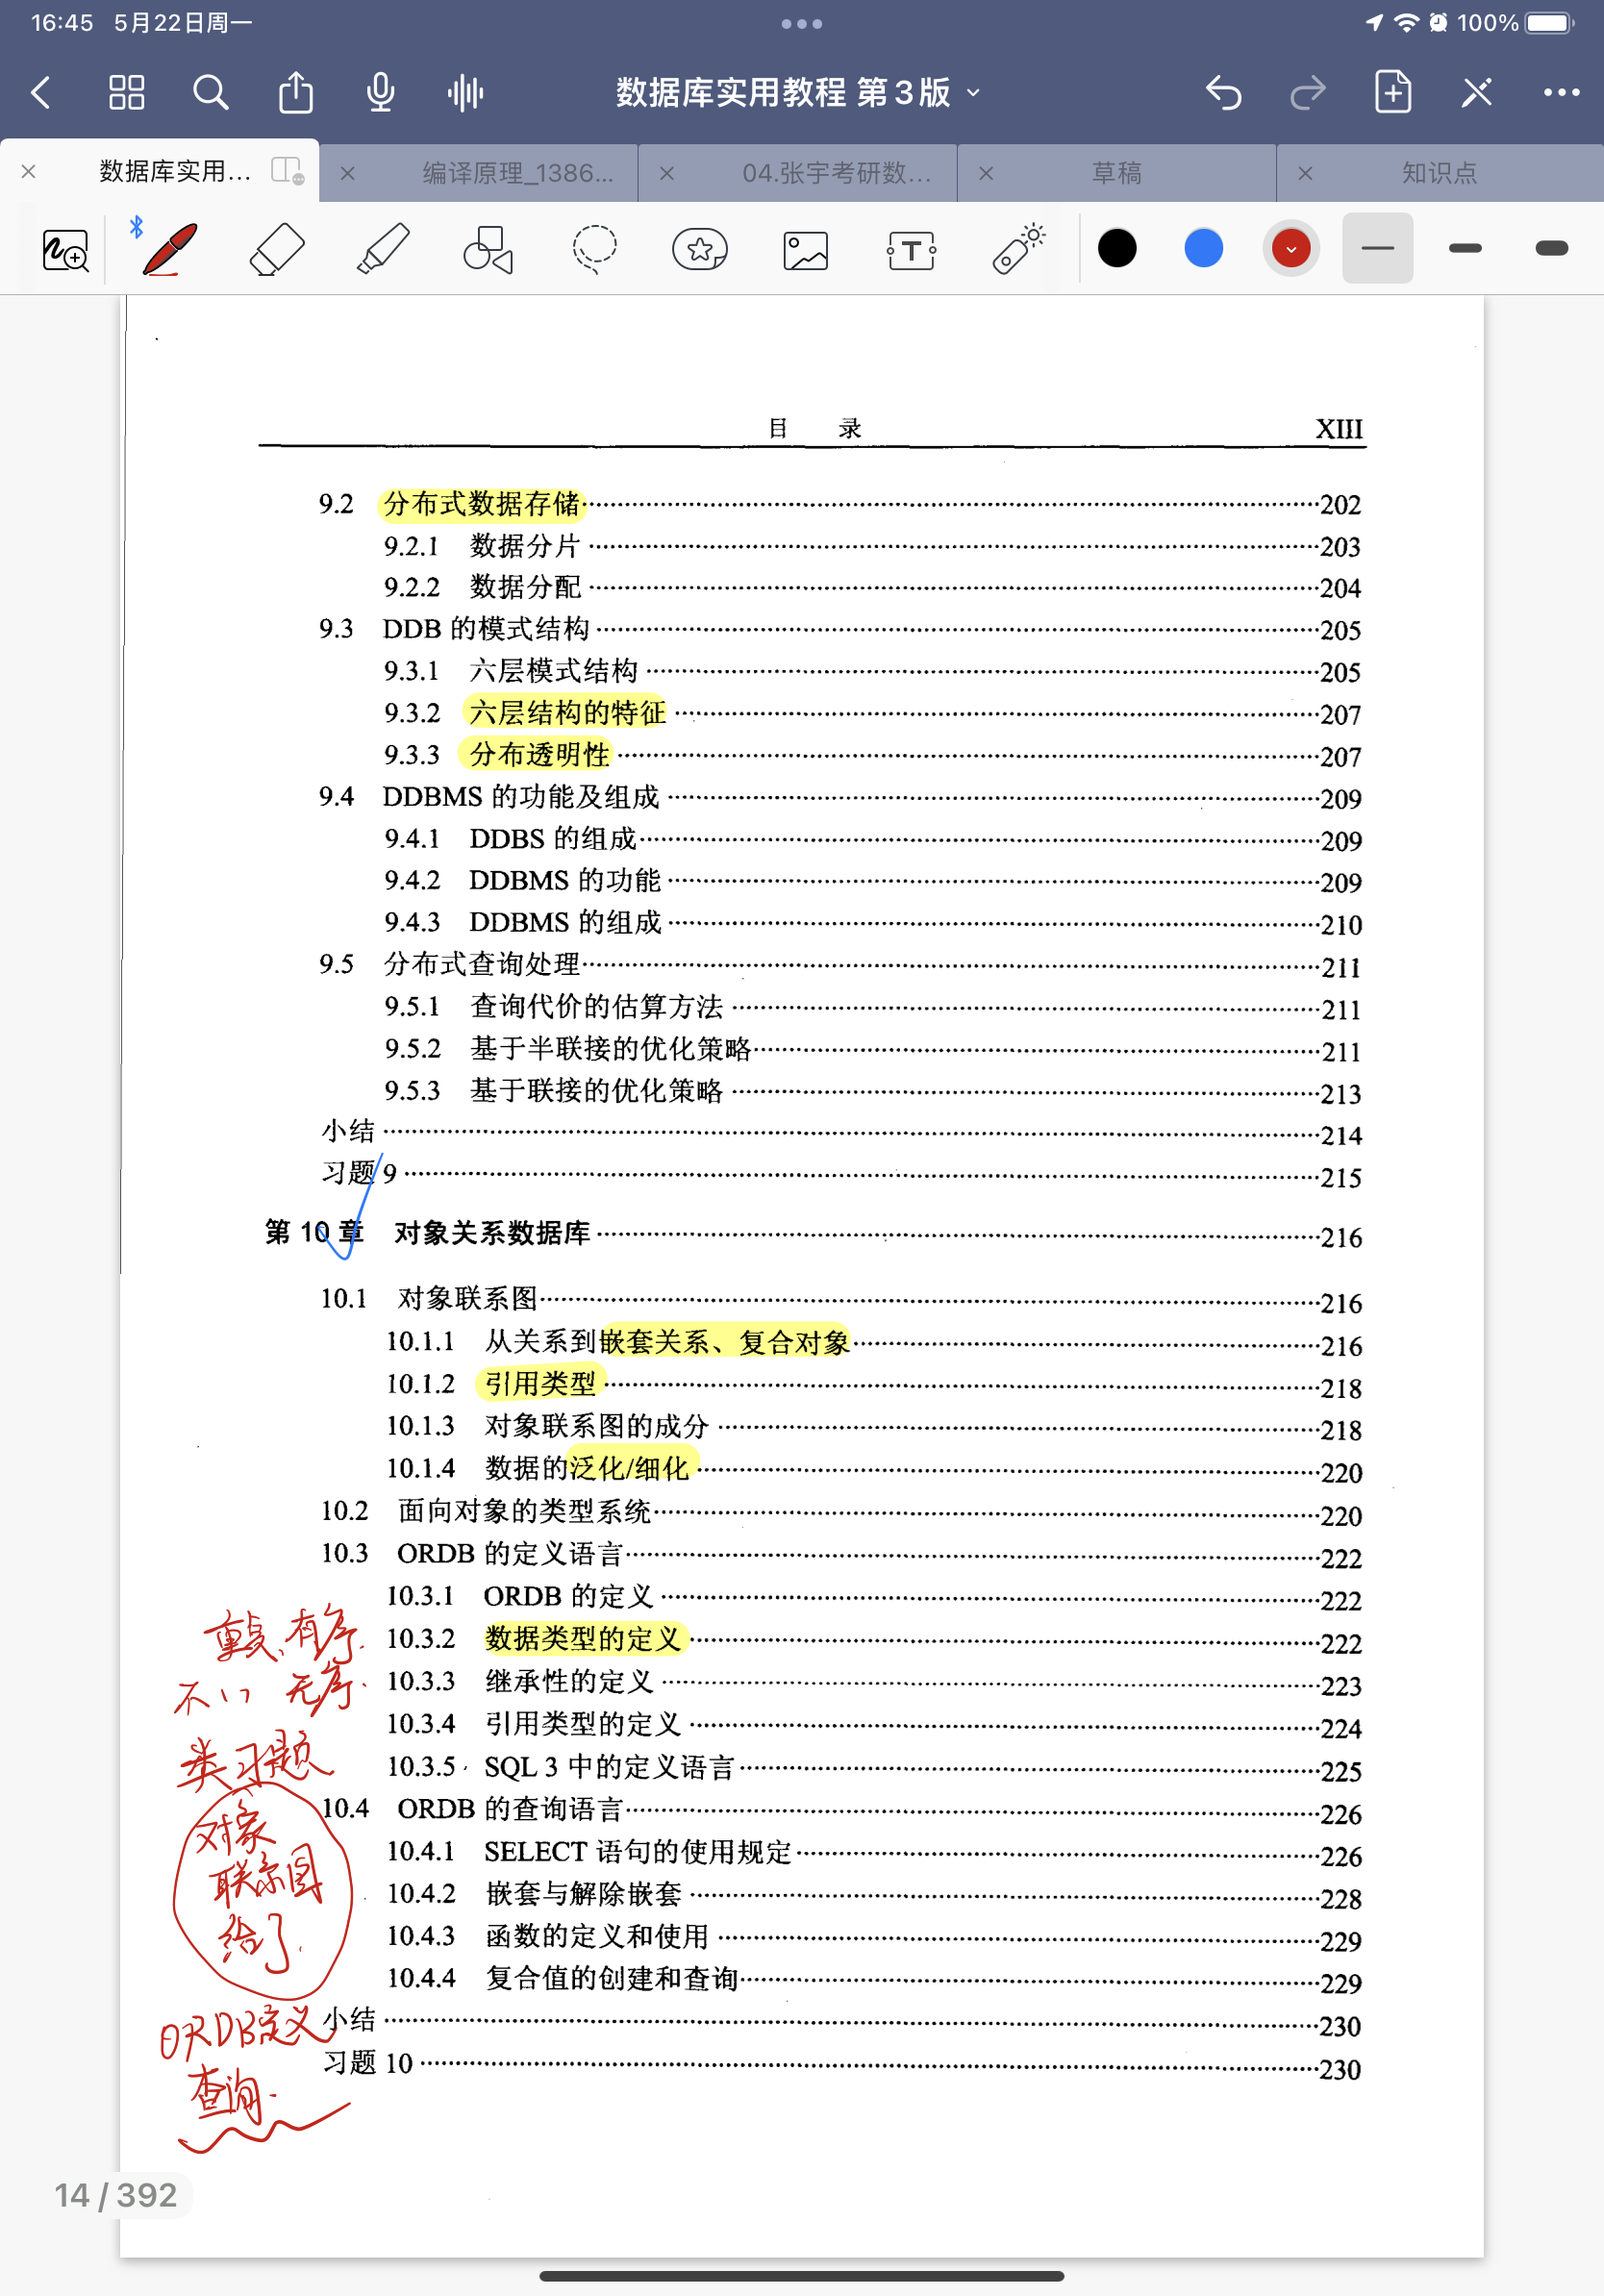 16:45 5月22日周一
100%
数据库实用教程 第3版
数据库实用...
编译原理_1386...
04.张宇考研数...
草稿
知识点
目 录 XIII
9.2 分布式数据存储 202
9.2.1 数据分片 203
9.2.2 数据分配 204
9.3 DDB 的模式结构 205
9.3.1 六层模式结构 205
9.3.2 六层结构的特征 207
9.3.3 分布透明性 207
9.4 DDBMS 的功能及组成 209
9.4.1 DDBS 的组成 209
9.4.2 DDBMS 的功能 209
9.4.3 DDBMS 的组成 210
9.5 分布式查询处理 211
9.5.1 查询代价的估算方法 211
9.5.2 基于半联接的优化策略 211
9.5.3 基于联接的优化策略 213
小结 214
习题 9 215
第 10 章 对象关系数据库 216
10.1 对象联系图 216
10.1.1 从关系到嵌套关系、复合对象 216
10.1.2 引用类型 218
10.1.3 对象联系图的成分 218
10.1.4 数据的泛化/细化 220
10.2 面向对象的类型系统 220
10.3 ORDB 的定义语言 222
10.3.1 ORDB 的定义 222
10.3.2 数据类型的定义 222
10.3.3 继承性的定义 223
10.3.4 引用类型的定义 224
10.3.5 SQL 3 中的定义语言 225
10.4 ORDB 的查询语言 226
10.4.1 SELECT 语句的使用规定 226
10.4.2 嵌套与解除嵌套 228
10.4.3 函数的定义和使用 229
10.4.4 复合值的创建和查询 229
小结 230
习题 10 230
重点、有序.
不 无序.
类习题
对象
联系图
给了.
ORDB定义
查询.
14 / 392